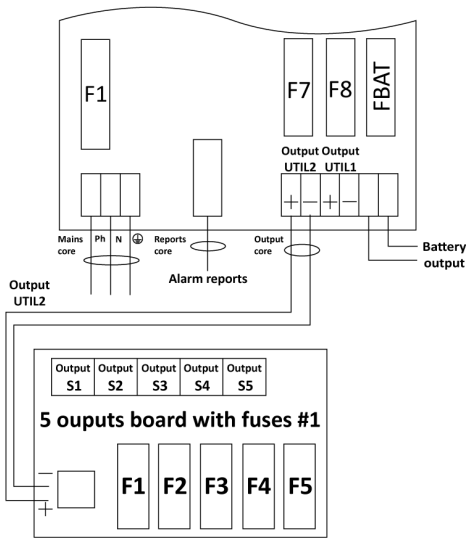 F1
F7
F8
FBAT
Output Output
UTIL2 UTIL1
+ − + −
Mains
core
Ph
N
Reports
core
Output
core
Alarm reports
Battery
output
Output
UTIL2
Output
S1
Output
S2
Output
S3
Output
S4
Output
S5
5 ouputs board with fuses #1
F1
F2
F3
F4
F5
−
+